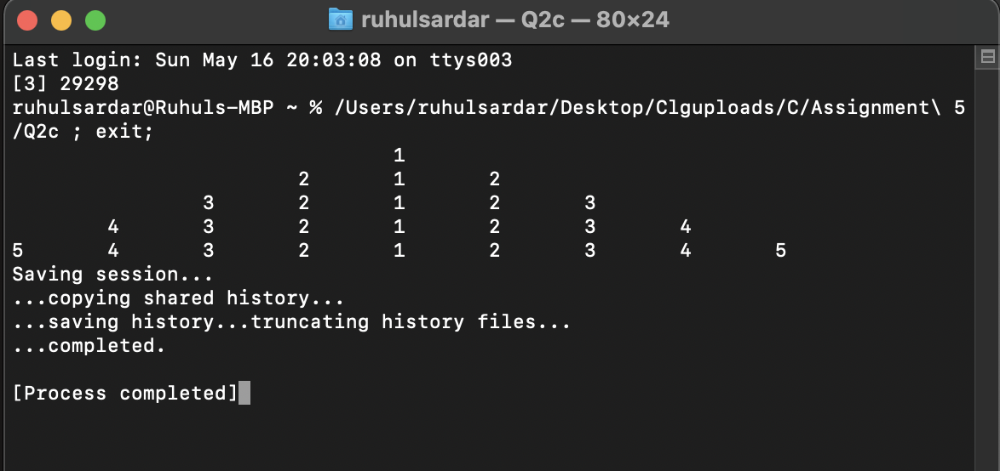 ruhulsardar — Q2c — 80×24
Last login: Sun May 16 20:03:08 on ttys003
[3] 29298
ruhulsardar@Ruhuls-MBP ~ % /Users/ruhulsardar/Desktop/Clguploads/C/Assignment\ 5
/Q2c ; exit;
                                1
                        2       1       2
                3       2       1       2       3
        4       3       2       1       2       3       4
5       4       3       2       1       2       3       4       5
Saving session...
...copying shared history...
...saving history...truncating history files...
...completed.

[Process completed]